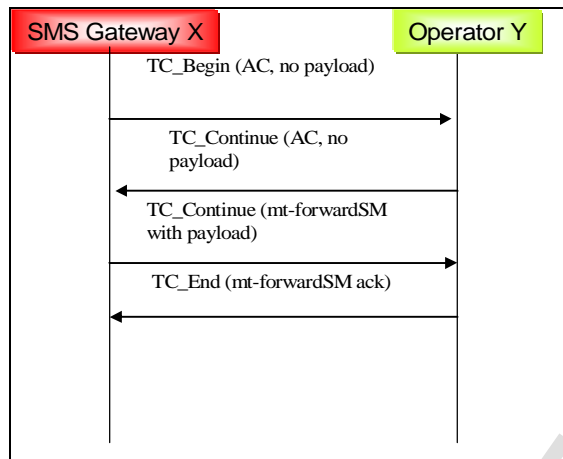 SMS Gateway X
Operator Y
TC_Begin (AC, no payload)
TC_Continue (AC, no
payload)
TC_Continue (mt-forwardSM
with payload)
TC_End (mt-forwardSM ack)